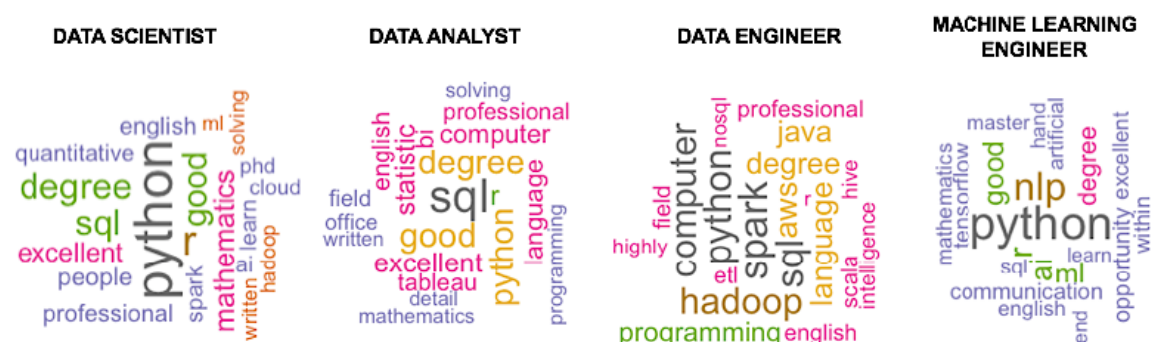 DATA SCIENTIST
english
ml
solving
quantitative
python
good
phd
degree
cloud
sql
r
mathematics
learn
excellent
ai
hadoop
people
spark
written
professional
DATA ANALYST
solving
professional
english
statistic
bi
computer
degree
language
field
sql
r
office
written
good
python
programming
excellent
tableau
detail
mathematics
DATA ENGINEER
nosql
professional
computer
python
java
degree
spark
laws
r
hive
field
sql
language
highly
etl
scala
intelligence
hadoop
programming
english
MACHINE LEARNING
ENGINEER
master
hand
artificial
degree
excellent
mathematics
tensorflow
good
nlp
python
r
learn
opportunity
within
sql
ai
ml
communication
english
end